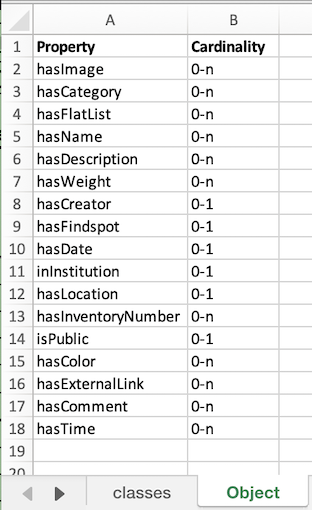 A B
1 Property Cardinality
2 hasImage 0-n
3 hasCategory 0-n
4 hasFlatList 0-n
5 hasName 0-n
6 hasDescription 0-n
7 hasWeight 0-n
8 hasCreator 0-1
9 hasFindspot 0-1
10 hasDate 0-1
11 inInstitution 0-1
12 hasLocation 0-1
13 hasInventoryNumber 0-n
14 isPublic 0-1
15 hasColor 0-n
16 hasExternalLink 0-n
17 hasComment 0-n
18 hasTime 0-n
19
20
classes Object